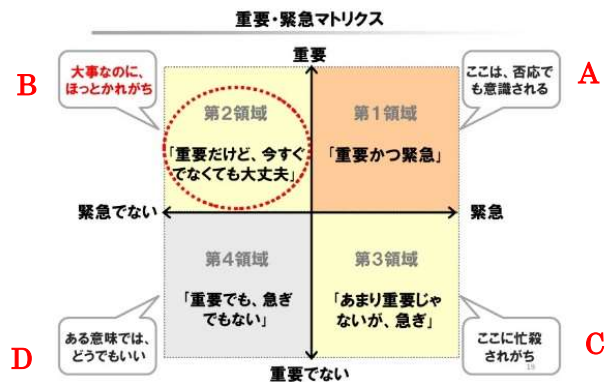 重要・緊急マトリクス
重要
B
大事なのに、
ほっとかれがち
ここは、否応で
も意識される
A
第2領域
「重要だけど、今すぐ
でなくても大丈夫」
第1領域
「重要かつ緊急」
緊急でない
緊急
第4領域
「重要でも、急ぎ
でもない」
第3領域
「あまり重要じゃ
ないが、急ぎ」
D
ある意味では、
どうでもいい
ここに忙殺
されがち
19
C
重要でない